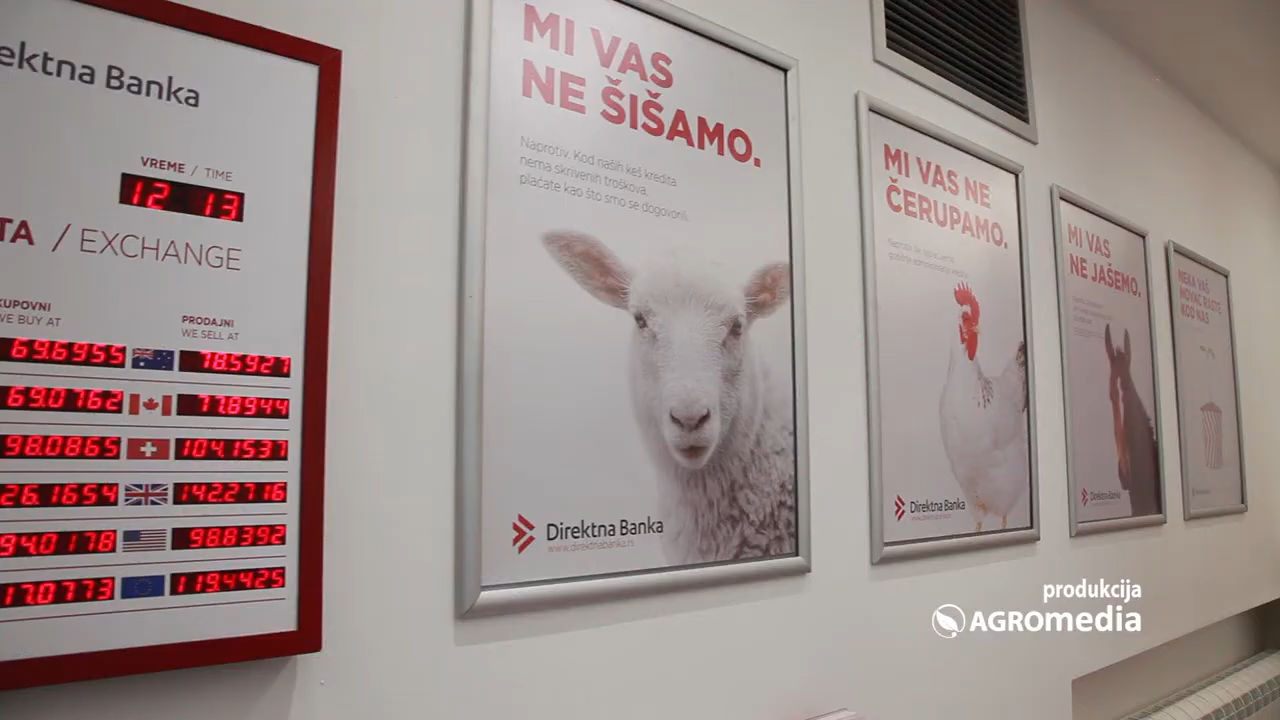 ektna Banka
VREME / TIME
12 13
TA / EXCHANGE
KUPOVNI
WE BUY AT
PRODAJNI
WE SELL AT
69.6955 78.5927
69.0762 77.8944
98.0865 104.1537
26.1654 142.2716
94.0178 98.8392
17.0773 119.4425
MI VAS
NE ŠIŠAMO.
Naprotiv. Kod naših keš kredita
nema skrivenih troškova,
plaćate kao što smo se dogovorili.
Direktna Banka
www.direktnabanka.rs
MI VAS NE
ČERUPAMO.
Direktna Banka
MI VAS
NE JAŠEMO.
Direktna Banka
NEKA VAŠ
NOVAC RASTE
KOD NAS
produkcija
AGROmedia